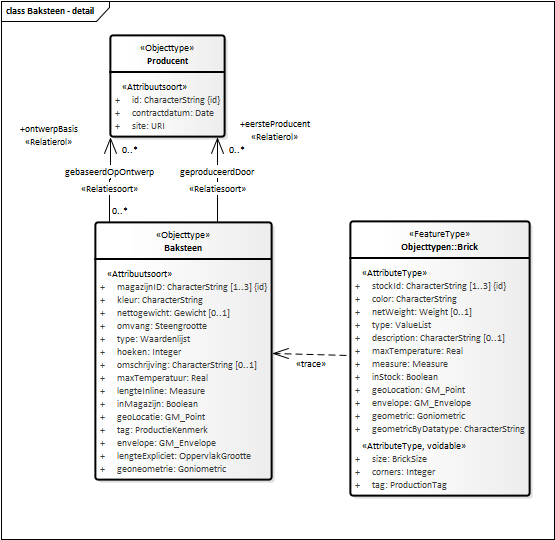 class Baksteen - detail
«Objecttype»
Producent
«Attribuutsoort»
+ id: CharacterString {id}
+ contractdatum: Date
+ site: URI
+ontwerpBasis
«Relatierol»
0..*
+eersteProducent
«Relatierol»
0..*
gebaseerdOpOntwerp
«Relatiesoort»
0..*
geproduceerdDoor
«Relatiesoort»
«Objecttype»
Baksteen
«Attribuutsoort»
+ magazijnID: CharacterString [1..3] {id}
+ kleur: CharacterString
+ nettogewicht: Gewicht [0..1]
+ omvang: Steengrootte
+ type: Waardenlijst
+ hoeken: Integer
+ omschrijving: CharacterString [0..1]
+ maxTemperatuur: Real
+ lengteInline: Measure
+ inMagazijn: Boolean
+ geoLocatie: GM_Point
+ tag: ProductieKenmerk
+ envelope: GM_Envelope
+ lengteExpliciet: OppervlakGrootte
+ geoneometrie: Goniometric
«trace»
«FeatureType»
Objecttypen::Brick
«AttributeType»
+ stockId: CharacterString [1..3] {id}
+ color: CharacterString
+ netWeight: Weight [0..1]
+ type: ValueList
+ description: CharacterString [0..1]
+ maxTemperature: Real
+ measure: Measure
+ inStock: Boolean
+ geoLocation: GM_Point
+ envelope: GM_Envelope
+ geometric: Goniometric
+ geometricByDatatype: CharacterString
«AttributeType, voidable»
+ size: BrickSize
+ corners: Integer
+ tag: ProductionTag